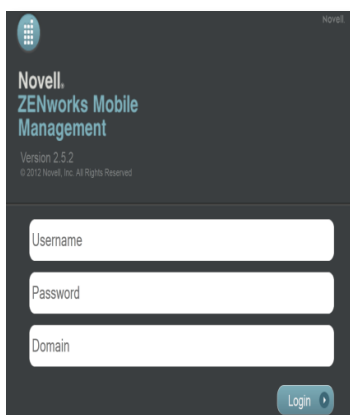 Novell.
Novell.
ZENworks Mobile
Management
Version 2.5.2
© 2012 Novell, Inc. All Rights Reserved
Username
Password
Domain
Login